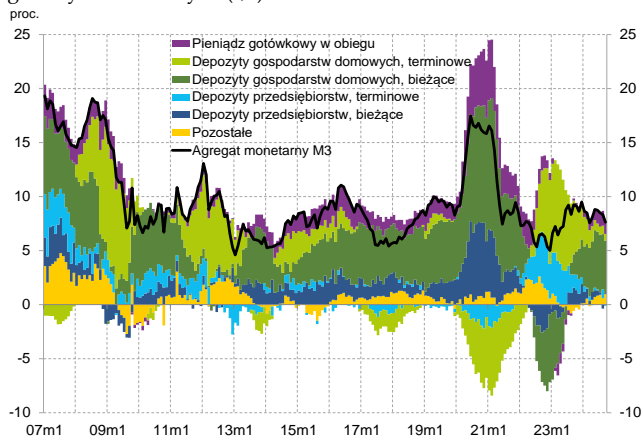 proc.
25 25
Pieniądz gotówkowy w obiegu
Depozyty gospodarstw domowych, terminowe
20 20
Depozyty gospodarstw domowych, bieżące
Depozyty przedsiębiorstw, terminowe
Depozyty przedsiębiorstw, bieżące
15 15
Pozostałe
Agregat monetarny M3
10 10
5 5
0 0
-5 -5
-10 -10
07m1 09m1 11m1 13m1 15m1 17m1 19m1 21m1 23m1